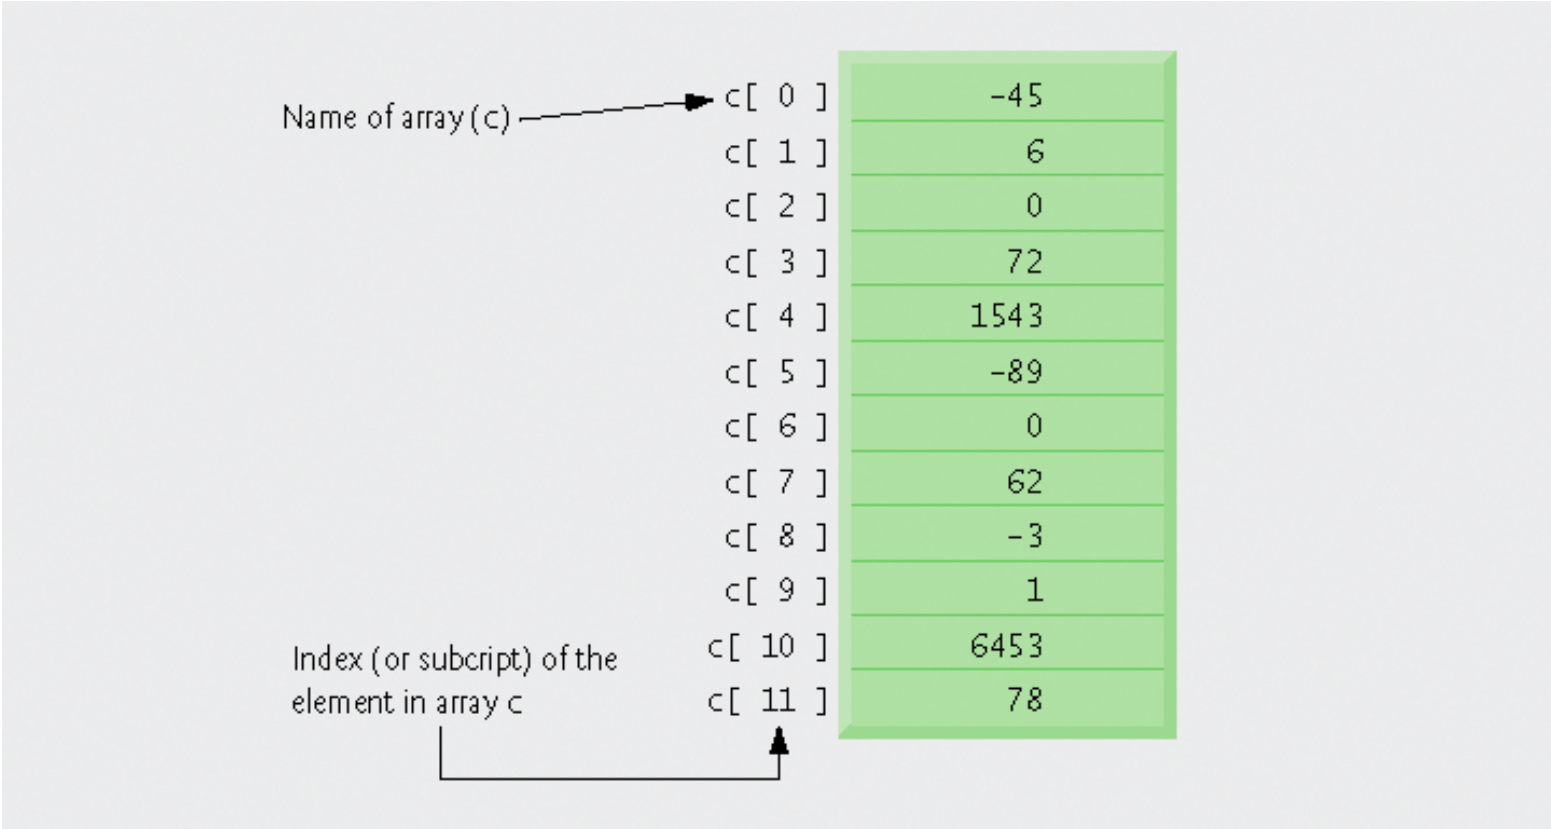 Name of array (c)
c[ 0 ] -45
c[ 1 ] 6
c[ 2 ] 0
c[ 3 ] 72
c[ 4 ] 1543
c[ 5 ] -89
c[ 6 ] 0
c[ 7 ] 62
c[ 8 ] -3
c[ 9 ] 1
c[ 10 ] 6453
c[ 11 ] 78
Index (or subcript) of the
element in array c